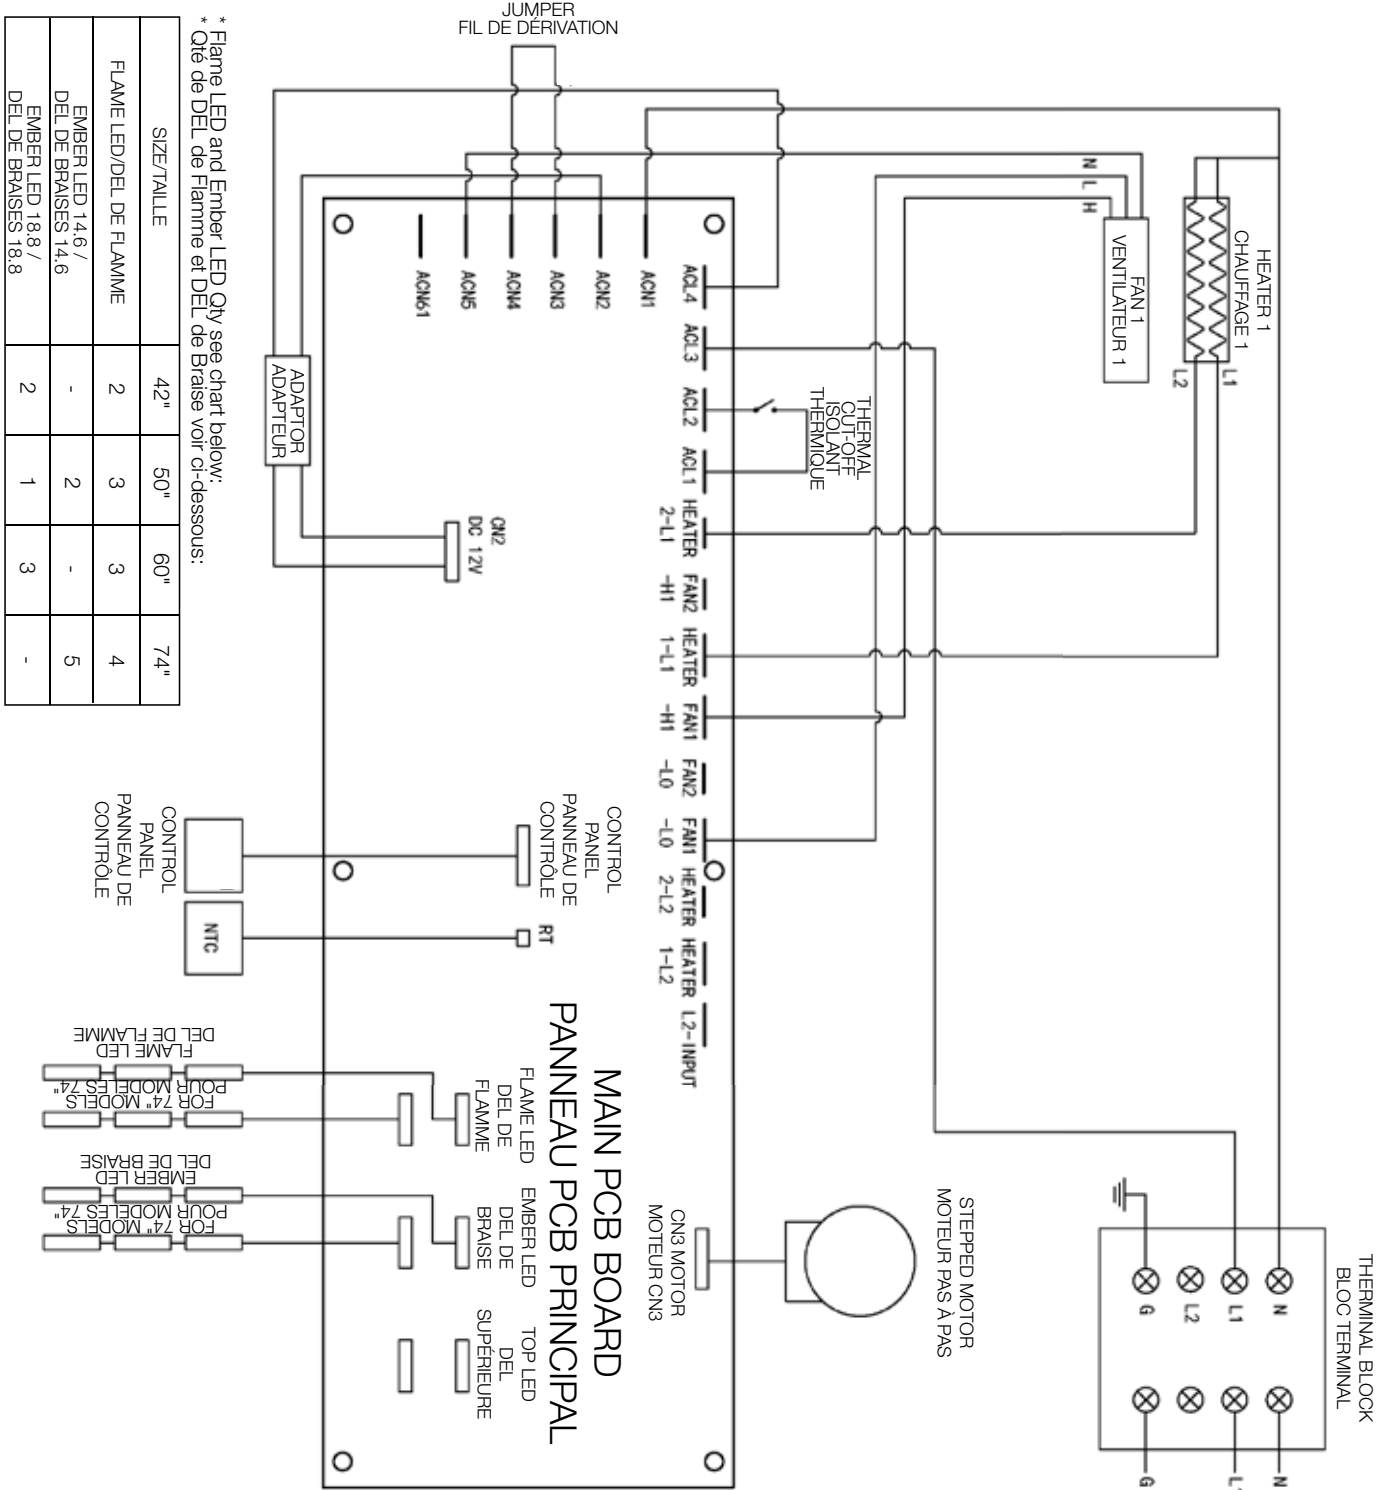 JUMPER
FIL DE DÉRIVATION
THERMINAL BLOCK
BLOC TERMINAL
N
L1
L2
G
N
G
HEATER 1
CHAUFFAGE 1
L1
L2
FAN 1
VENTILATEUR 1
N
L
H
STEPPED MOTOR
MOTEUR PAS À PAS
THERMAL
CUT-OFF
ISOLANT
THERMIQUE
ACL4
ACL3
ACL2
ACL1
HEATER
2-L1
FAN2
-H1
HEATER
1-L1
FAN1
-H1
FAN2
-LO
FAN1
-LO
HEATER
2-L2
HEATER
1-L2
L2-INPUT
ACN1
ACN2
ACN3
ACN4
ACN5
ACN61
CN3 MOTOR
MOTEUR CN3
MAIN PCB BOARD
PANNEAU PCB PRINCIPAL
CONTROL
PANEL
PANNEAU DE
CONTRÔLE
RT
CN2
DC 12V
FLAME LED
DEL DE
FLAMME
EMBER LED
DEL DE
BRAISE
TOP LED
DEL
SUPÉRIEURE
ADAPTOR
ADAPTEUR
CONTROL
PANEL
PANNEAU DE
CONTRÔLE
NTC
FLAME LED
DEL DE FLAMME
FOR 74" MODELS
POUR MODÈLES 74"
EMBER LED
DEL DE BRAISE
FOR 74" MODELS
POUR MODÈLES 74"
* Flame LED and Ember LED Qty see chart below:
* Qté de DEL de Flamme et DEL de Braise voir ci-dessous:
SIZE/TAILLE 42" 50" 60" 74"
FLAME LED/DEL DE FLAMME 2 3 3 4
EMBER LED 14.6 /
DEL DE BRAISES 14.6 - 2 - 5
EMBER LED 18.8 /
DEL DE BRAISES 18.8 2 1 3 -